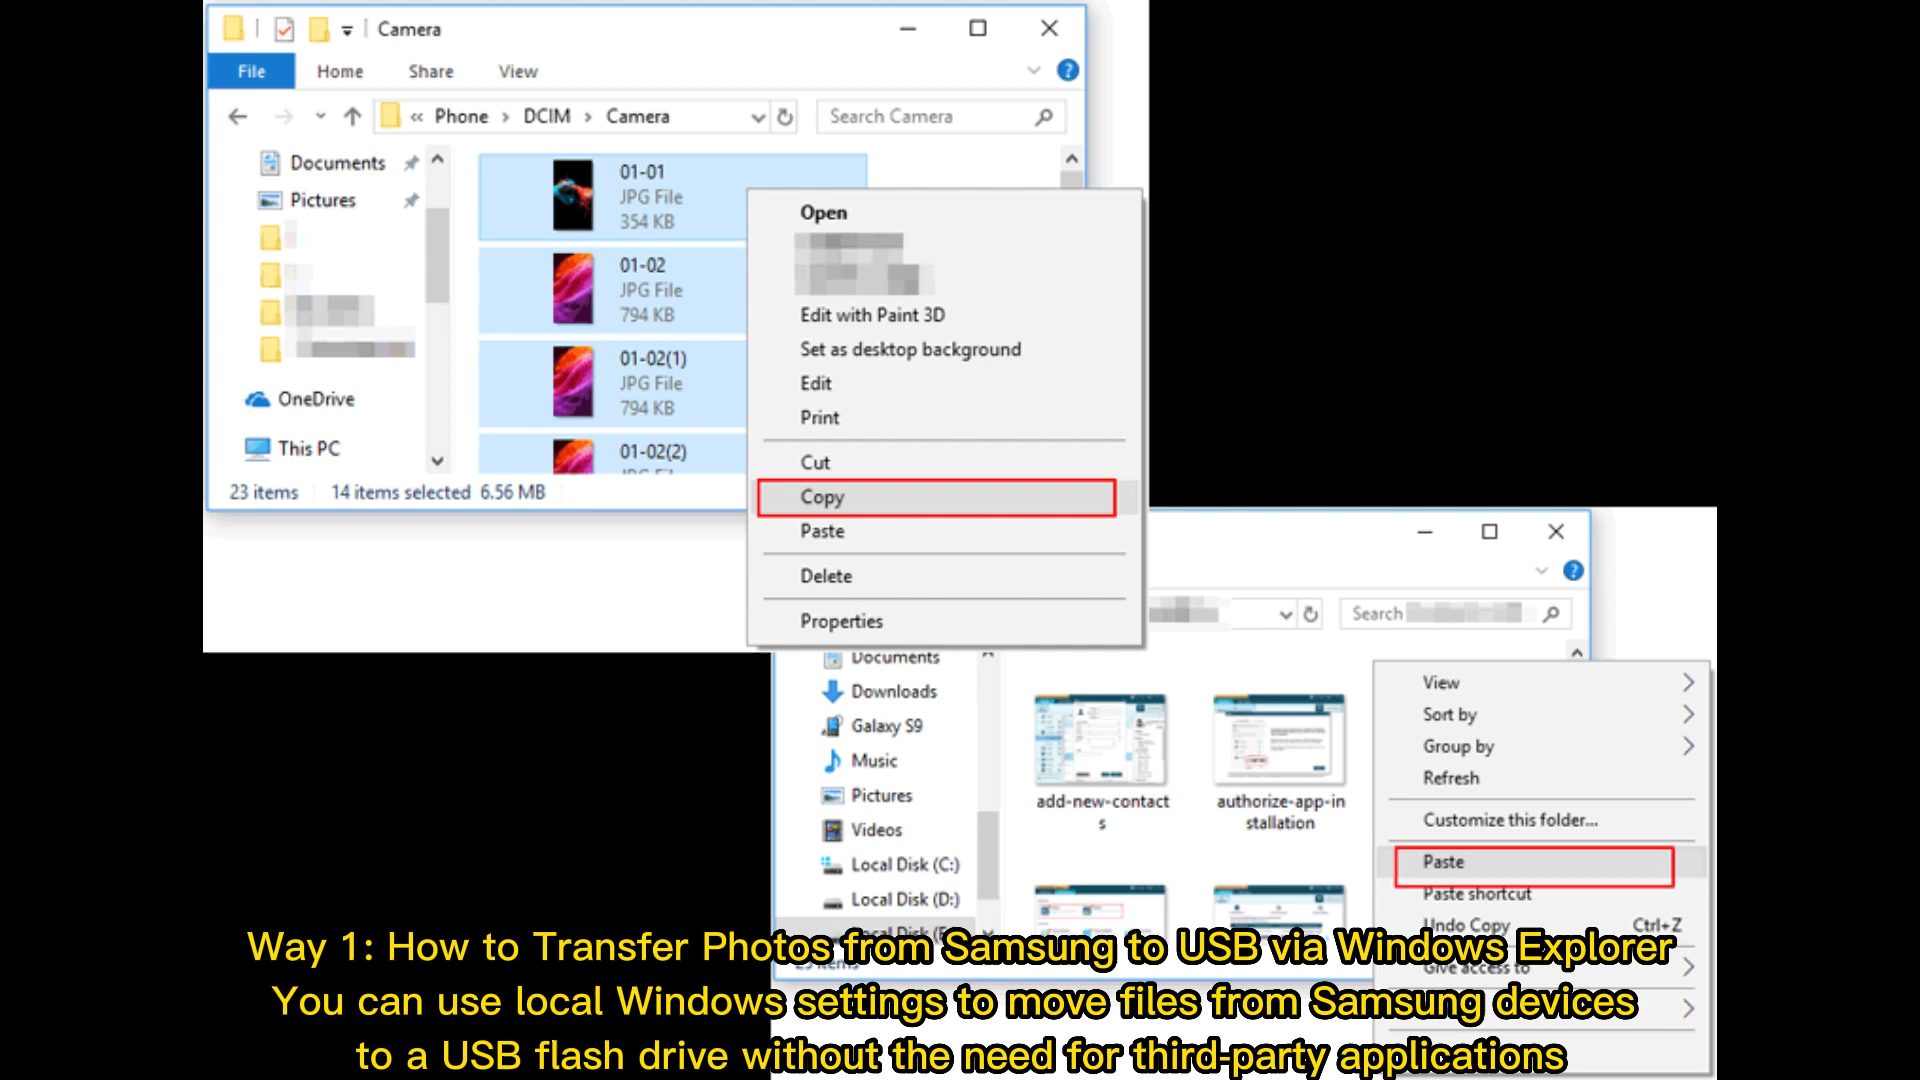 Camera
File Home Share View
« Phone > DCIM > Camera
Search Camera
Documents
Pictures
OneDrive
This PC
01-01
JPG File
354 KB
01-02
JPG File
794 KB
01-02(1)
JPG File
794 KB
01-02(2)
23 items 14 items selected 6.56 MB
Open
Edit with Paint 3D
Set as desktop background
Edit
Print
Cut
Copy
Paste
Delete
Properties
Search
Documents
Downloads
Galaxy S9
Music
Pictures
Videos
Local Disk (C:)
Local Disk (D:)
add-new-contact
s
authorize-app-in
stallation
View
Sort by
Group by
Refresh
Customize this folder...
Paste
Paste shortcut
Undo Copy Ctrl+Z
Give access to
Way 1: How to Transfer Photos from Samsung to USB via Windows Explorer
You can use local Windows settings to move files from Samsung devices
to a USB flash drive without the need for third-party applications